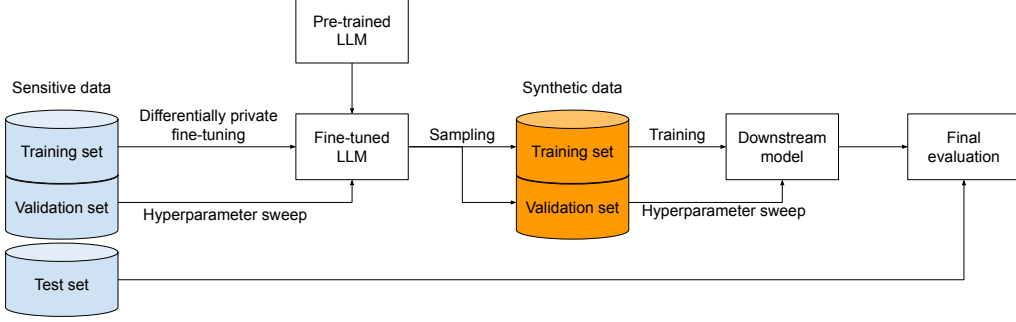 Pre-trained
LLM
Sensitive data
Synthetic data
Differentially private
fine-tuning
Training set
Fine-tuned
LLM
Sampling
Training set
Training
Downstream
model
Final
evaluation
Validation set
Hyperparameter sweep
Validation set
Hyperparameter sweep
Test set